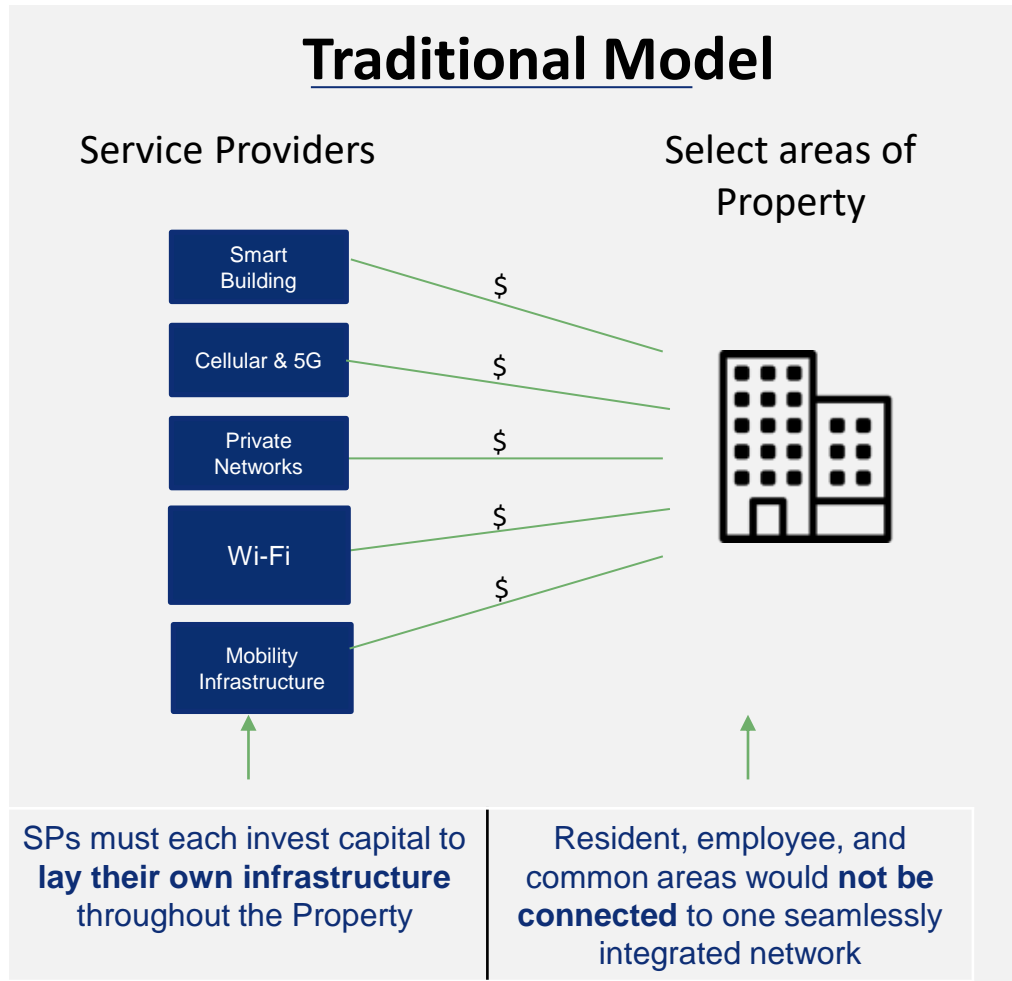 Traditional Model
Service Providers
Select areas of
Property
Smart
Building
$
Cellular & 5G
$
Private
Networks
$
Wi-Fi
$
Mobility
Infrastructure
$
SPs must each invest capital to
lay their own infrastructure
throughout the Property
Resident, employee, and
common areas would not be
connected to one seamlessly
integrated network